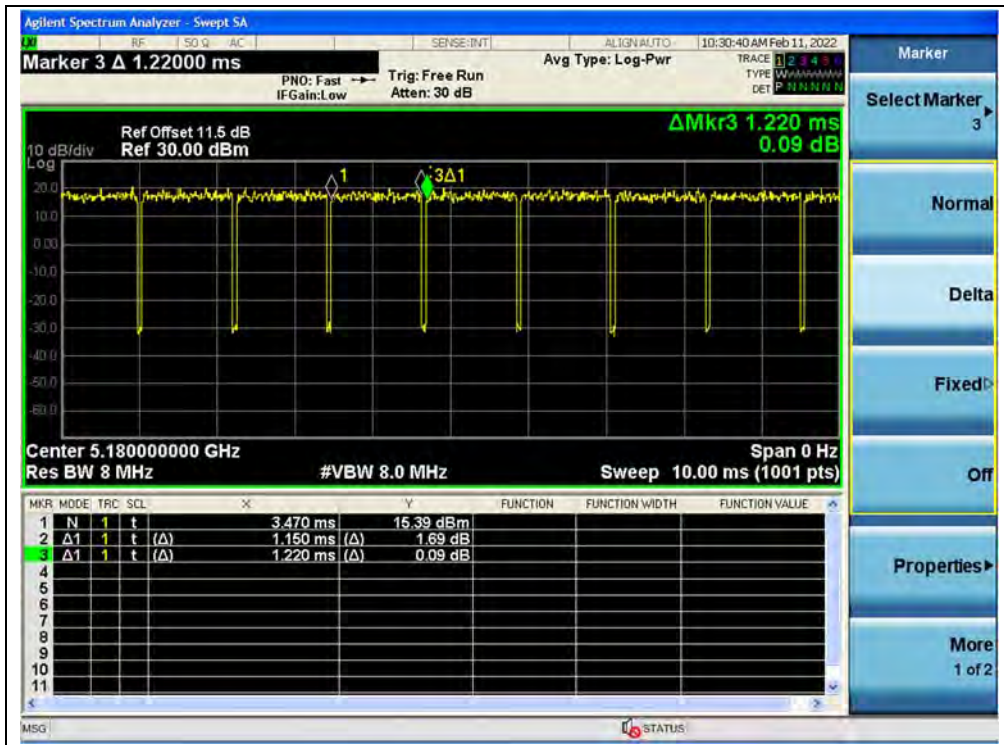 Agilent Spectrum Analyzer - Swept SA
LXI RF 50 Ω AC SENSE:INT ALIGN AUTO 10:30:40 AM Feb 11, 2022
Marker 3 Δ 1.22000 ms
PNO: Fast
IFGain:Low
Trig: Free Run
Atten: 30 dB
Avg Type: Log-Pwr
TRACE 1 2 3 4 5 6
TYPE W
DET P N N N N N
Ref Offset 11.5 dB
Ref 30.00 dBm
10 dB/div
Log
ΔMkr3 1.220 ms
0.09 dB
1
3Δ1
20.0
10.0
0.00
-10.0
-20.0
-30.0
-40.0
-50.0
-60.0
Center 5.180000000 GHz Span 0 Hz
Res BW 8 MHz #VBW 8.0 MHz Sweep 10.00 ms (1001 pts)
MKR MODE TRC SCL X Y FUNCTION FUNCTION WIDTH FUNCTION VALUE
1 N 1 t 3.470 ms 15.39 dBm
2 Δ1 1 t (Δ) 1.150 ms (Δ) 1.69 dB
3 Δ1 1 t (Δ) 1.220 ms (Δ) 0.09 dB
4
5
6
7
8
9
10
11
MSG STATUS
Marker
Select Marker
3
Normal
Delta
Fixed
Off
Properties
More
1 of 2